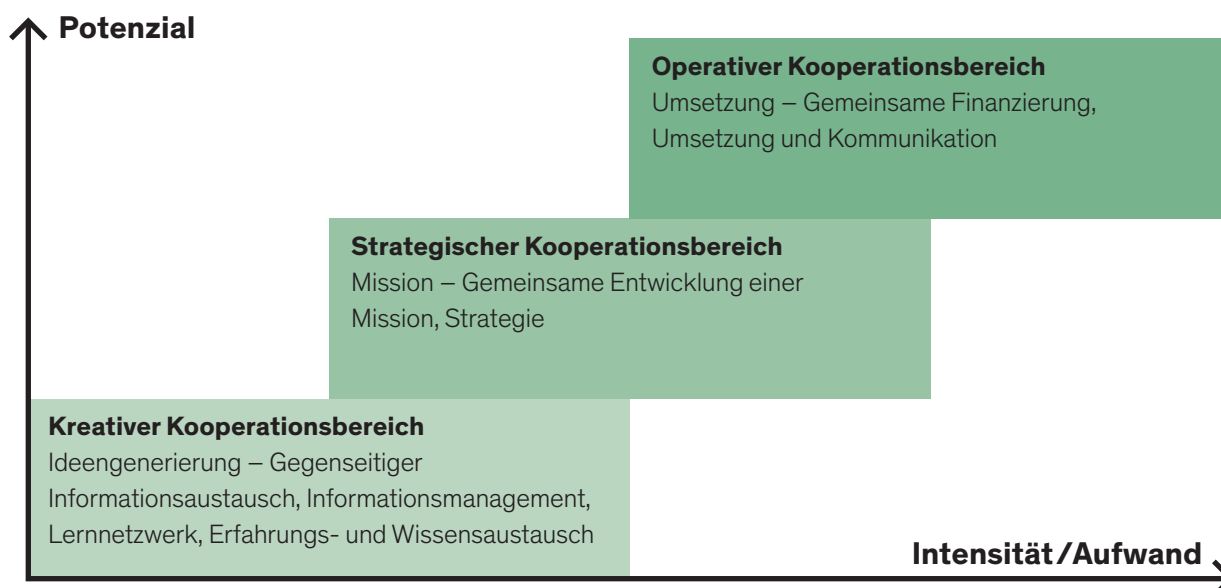 Potenzial
Operativer Kooperationsbereich
Umsetzung – Gemeinsame Finanzierung,
Umsetzung und Kommunikation
Strategischer Kooperationsbereich
Mission – Gemeinsame Entwicklung einer
Mission, Strategie
Kreativer Kooperationsbereich
Ideengenerierung – Gegenseitiger
Informationsaustausch, Informationsmanagement,
Lernnetzwerk, Erfahrungs- und Wissensaustausch
Intensität/Aufwand